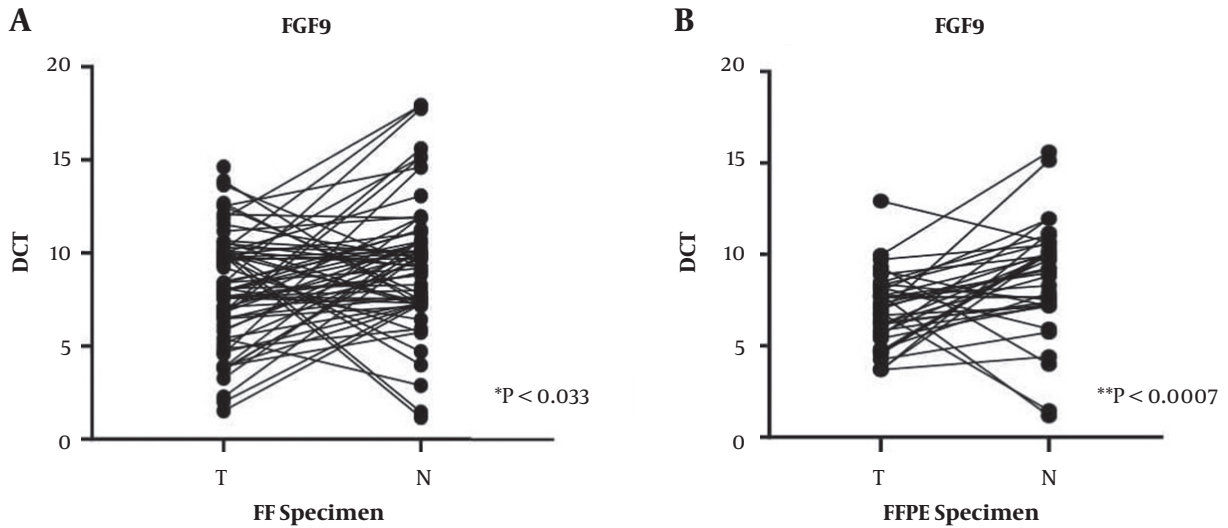 A
FGF9
20
15
10
5
0
DCT
*P < 0.033
T N
FF Specimen
B
FGF9
20
15
10
5
0
DCT
**P < 0.0007
T N
FFPE Specimen